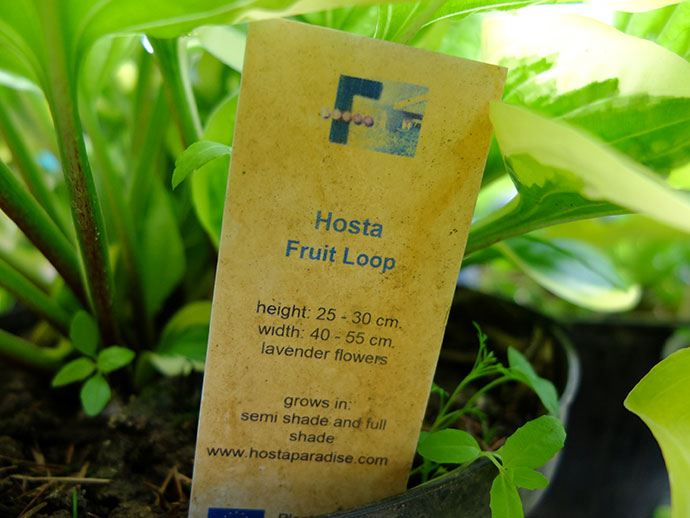 F
Hosta
Fruit Loop
height: 25 - 30 cm.
width: 40 - 55 cm.
lavender flowers
grows in:
semi shade and full
shade
www.hostaparadise.com